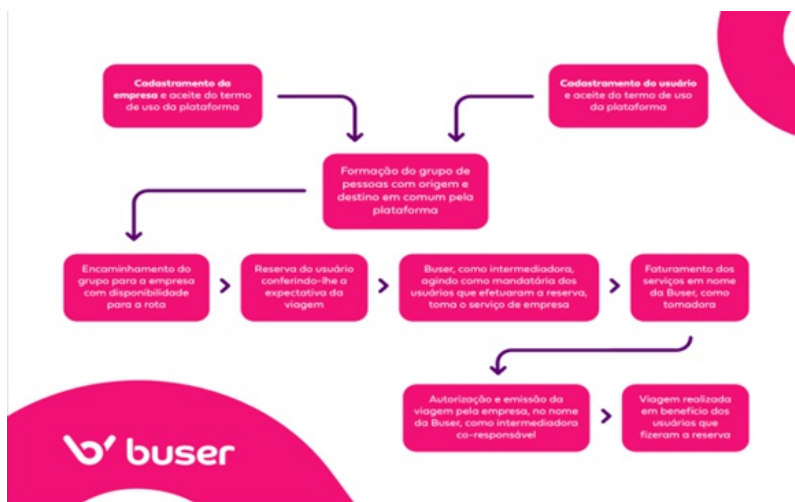 Cadastramento da
empresa e aceite do termo
de uso da plataforma
Cadastramento do usuário
e aceite do termo de uso
da plataforma
Formação do grupo de
pessoas com origem e
destino em comum pela
plataforma
Encaminhamento do
grupo para a empresa
com disponibilidade
para a rota
Reserva do usuário
conferindo-lhe a
expectativa da
viagem
Buser, como intermediadora,
agindo como mandatária dos
usuários que efetuaram a reserva,
toma o serviço de empresa
Faturamento dos
serviços em nome
da Buser, como
tomadora
Autorização e emissão da
viagem pela empresa, no nome
da Buser, como intermediadora
co-responsável
Viagem realizada
em benefício dos
usuários que
fizeram a reserva
buser